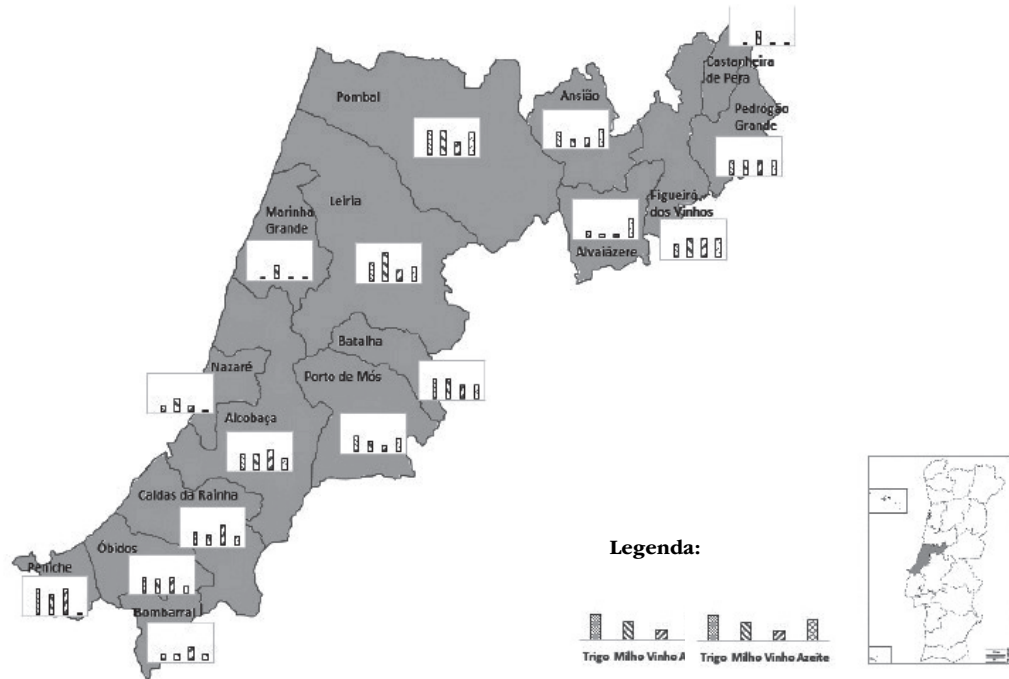 Castanheira
de Pera
Pombal
Ansião
Pedrógão
Grande
Leiria
Marinha
Grande
Figueiró
dos Vinhos
Alvaiázere
Batalha
Nazaré
Porto de Mós
Alcobaça
Caldas da Rainha
Óbidos
Peniche
Bombarral
Legenda:
Trigo Milho Vinho A
Trigo Milho Vinho Azeite